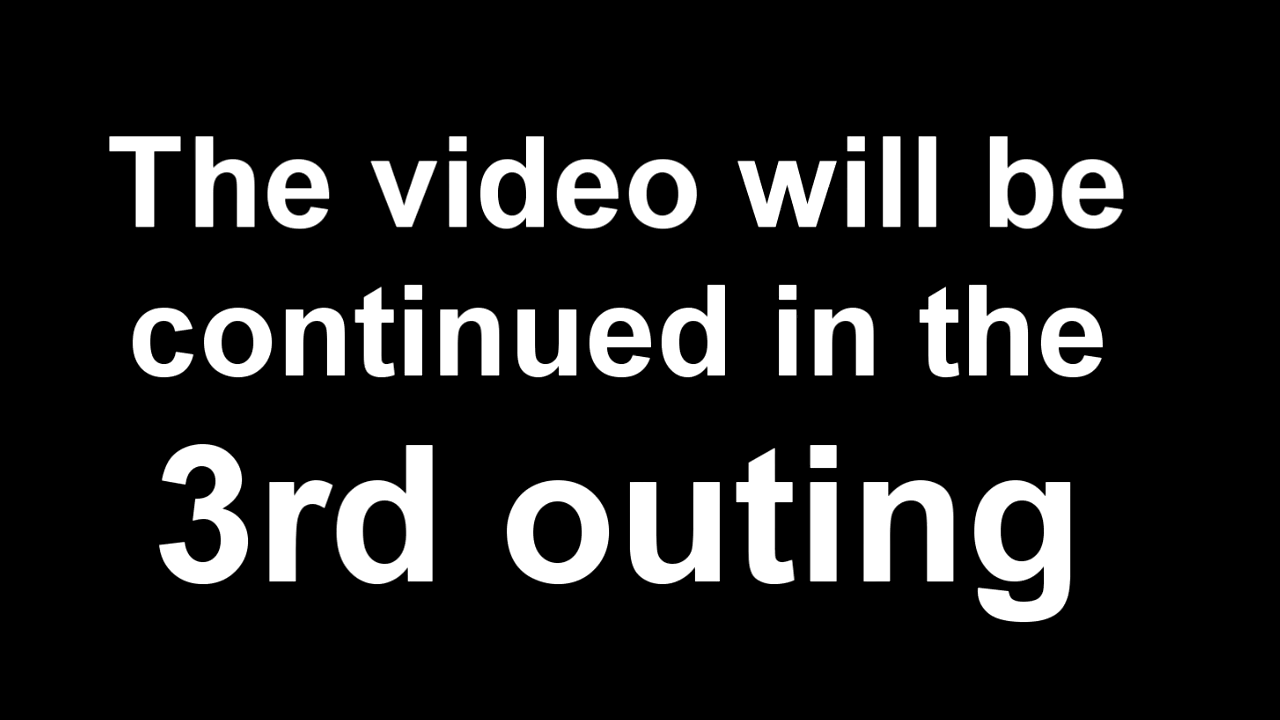 The video will be
continued in the
3rd outing